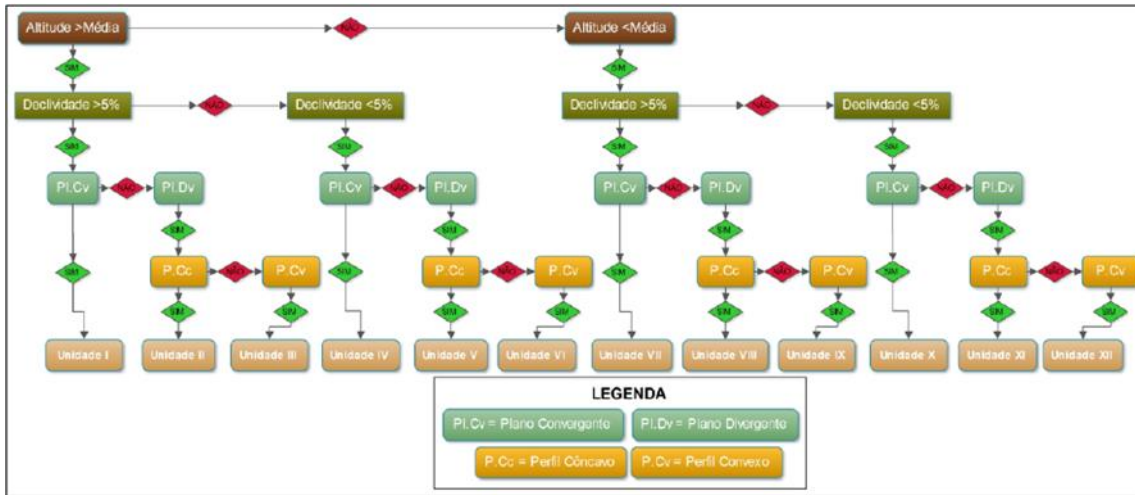 Altitude >Média
NÃO
Altitude <Média
SIM
SIM
Declividade >5%
NÃO
Declividade <5%
Declividade >5%
NÃO
Declividade <5%
SIM
SIM
SIM
SIM
Pl.Cv
NÃO
Pl.Dv
Pl.Cv
NÃO
Pl.Dv
Pl.Cv
NÃO
Pl.Dv
Pl.Cv
NÃO
Pl.Dv
SIM
SIM
SIM
SIM
SIM
P.Cc
NÃO
P.Cv
SIM
P.Cc
NÃO
P.Cv
SIM
P.Cc
NÃO
P.Cv
SIM
P.Cc
NÃO
P.Cv
SIM
SIM
SIM
SIM
SIM
SIM
SIM
SIM
Unidade I
Unidade II
Unidade III
Unidade IV
Unidade V
Unidade VI
Unidade VII
Unidade VIII
Unidade IX
Unidade X
Unidade XI
Unidade XII
LEGENDA
Pl.Cv = Plano Convergente
Pl.Dv = Plano Divergente
P.Cc = Perfil Côncavo
P.Cv = Perfil Convexo